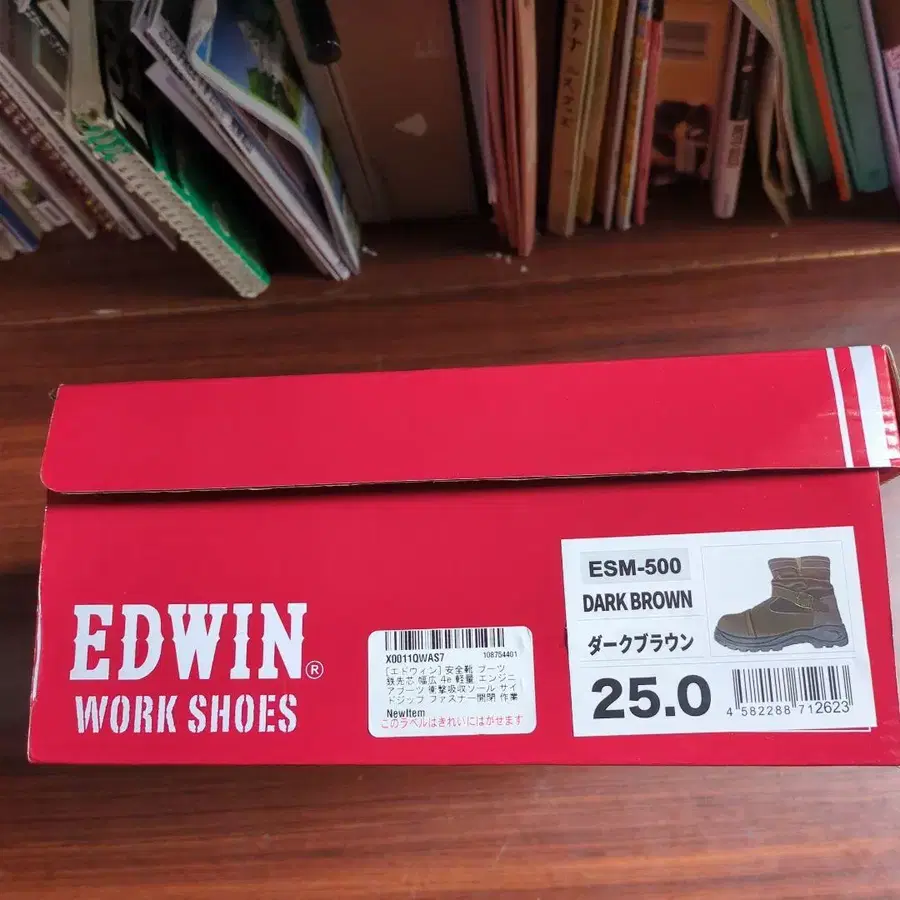 EDWIN®
WORK SHOES
X0011QWAS7
108754401
[エドウィン] 安全靴 ブーツ
鉄先芯 幅広 4e 軽量 エンジニ
アブーツ 衝撃吸収ソール サイ
ドジップ ファスナー開閉 作業
NewItem
このラベルはきれいにはがせます
ESM-500
DARK BROWN
ダークブラウン
25.0
4 582288 712623